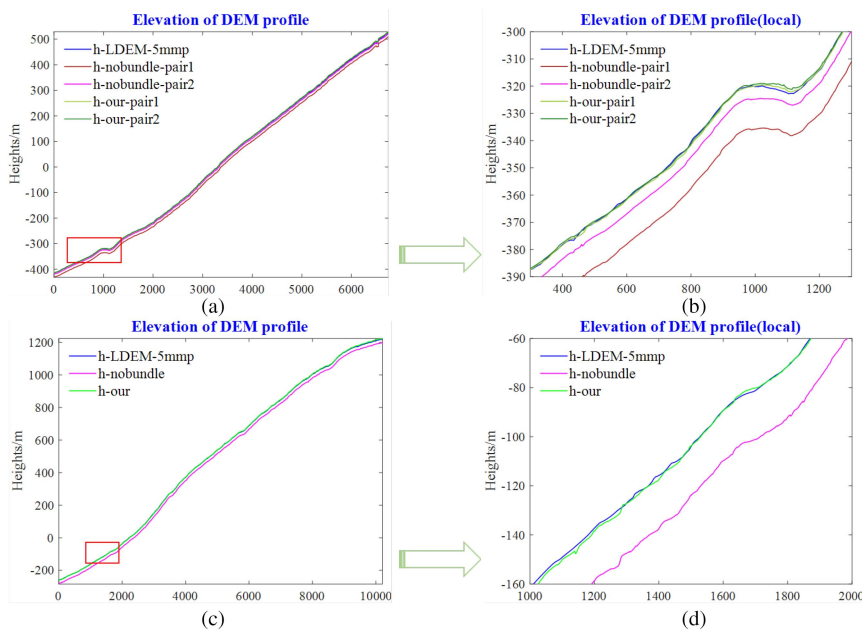 Elevation of DEM profile
500
400
300
200
100
0
-100
-200
-300
-400
Heights/m
h-LDEM-5mmp
h-nobundle-pair1
h-nobundle-pair2
h-our-pair1
h-our-pair2
0 1000 2000 3000 4000 5000 6000
(a)
Elevation of DEM profile(local)
-300
-310
-320
-330
-340
-350
-360
-370
-380
-390
Heights/m
h-LDEM-5mmp
h-nobundle-pair1
h-nobundle-pair2
h-our-pair1
h-our-pair2
400 600 800 1000 1200
(b)
Elevation of DEM profile
1200
1000
800
600
400
200
0
-200
Heights/m
h-LDEM-5mmp
h-nobundle
h-our
0 2000 4000 6000 8000 10000
(c)
Elevation of DEM profile(local)
-60
-80
-100
-120
-140
-160
Heights/m
h-LDEM-5mmp
h-nobundle
h-our
1000 1200 1400 1600 1800 2000
(d)